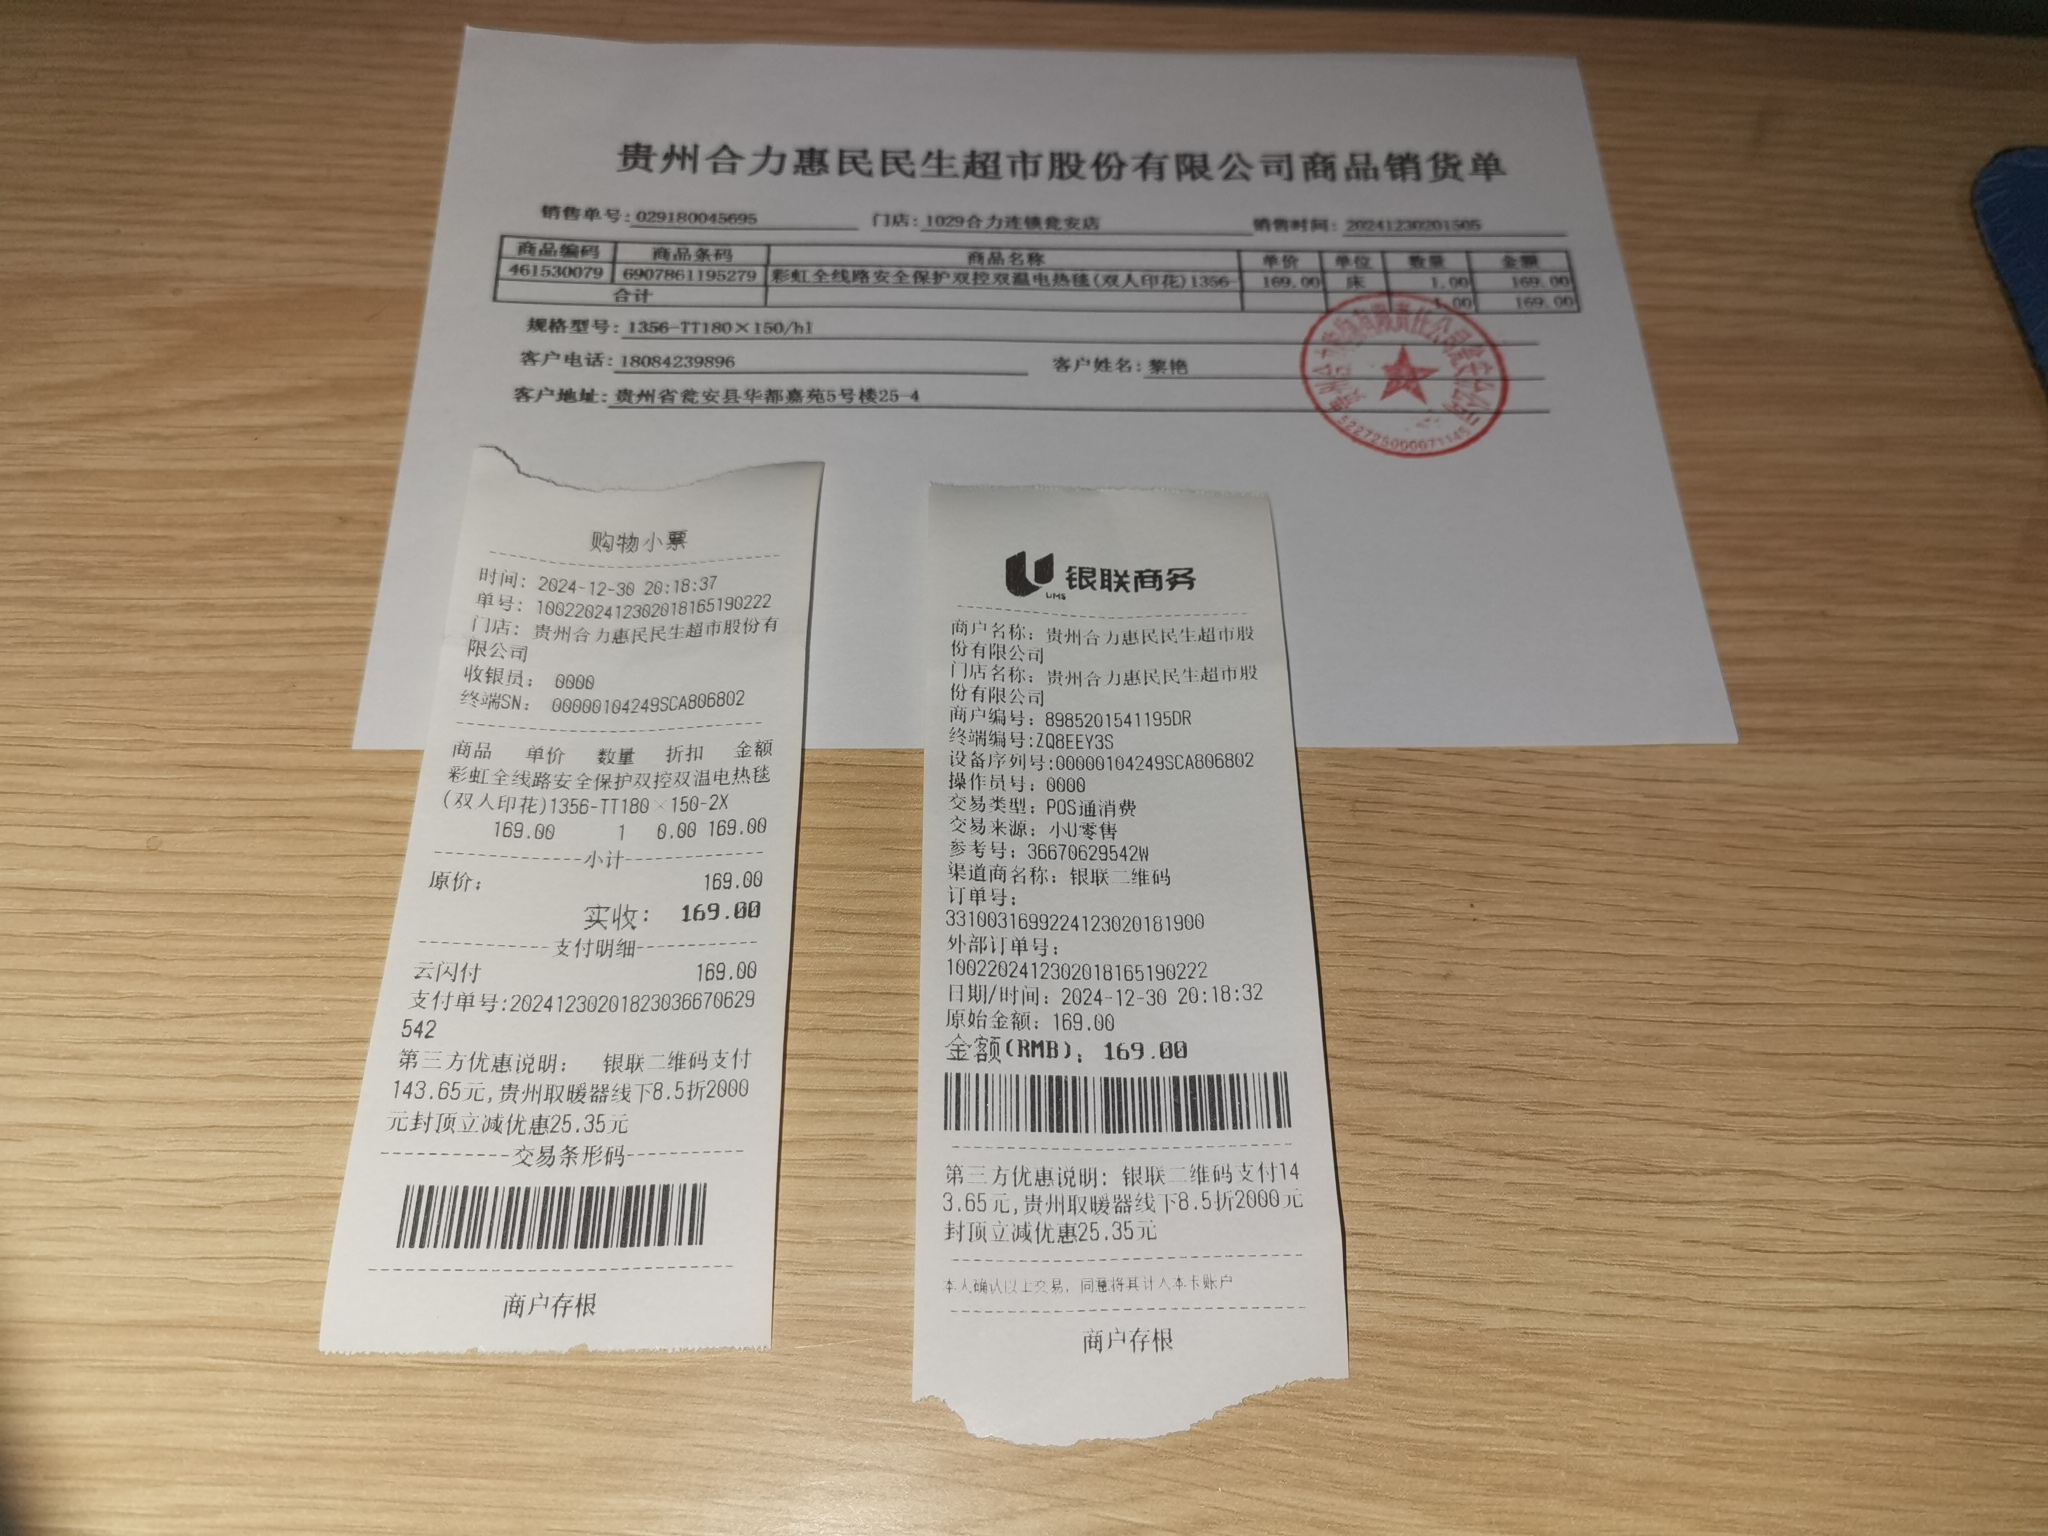 贵州合力惠民民生超市股份有限公司商品销货单
销售单号:029180045695 门店:1029合力连锁瓮安店 销售时间:20241230201505
商品编码 商品条码 商品名称 单价 单位 数量 金额
461530079 6907861195279 彩虹全线路安全保护双控双温电热毯(双人印花)1356- 169.00 床 1.00 169.00
合计 1.00 169.00
规格型号:1356-TT180×150/hl
客户电话:18084239896 客户姓名:黎艳
客户地址:贵州省瓮安县华都嘉苑5号楼25-4
522725000071145
购物小票
时间: 2024-12-30 20:18:37
单号: 1002202412302018165190222
门店: 贵州合力惠民民生超市股份有
限公司
收银员: 0000
终端SN: 00000104249SCA806802
商品 单价 数量 折扣 金额
彩虹全线路安全保护双控双温电热毯
(双人印花)1356-TT180×150-2X
169.00 1 0.00 169.00
小计
原价: 169.00
实收: 169.00
支付明细
云闪付 169.00
支付单号:20241230201823036670629
542
第三方优惠说明: 银联二维码支付
143.65元,贵州取暖器线下8.5折2000
元封顶立减优惠25.35元
交易条形码
商户存根
UMS 银联商务
商户名称: 贵州合力惠民民生超市股
份有限公司
门店名称: 贵州合力惠民民生超市股
份有限公司
商户编号: 8985201541195DR
终端编号:ZQ8EEY3S
设备序列号:00000104249SCA806802
操作员号: 0000
交易类型: POS通消费
交易来源: 小U零售
参考号: 36670629542W
渠道商名称: 银联二维码
订单号:
33100316992241230201819​00
外部订单号:
1002202412302018165190222
日期/时间: 2024-12-30 20:18:32
原始金额: 169.00
金额(RMB): 169.00
第三方优惠说明: 银联二维码支付14
3.65元,贵州取暖器线下8.5折2000元
封顶立减优惠25.35元
本人确认以上交易, 同意将其计入本卡账户
商户存根